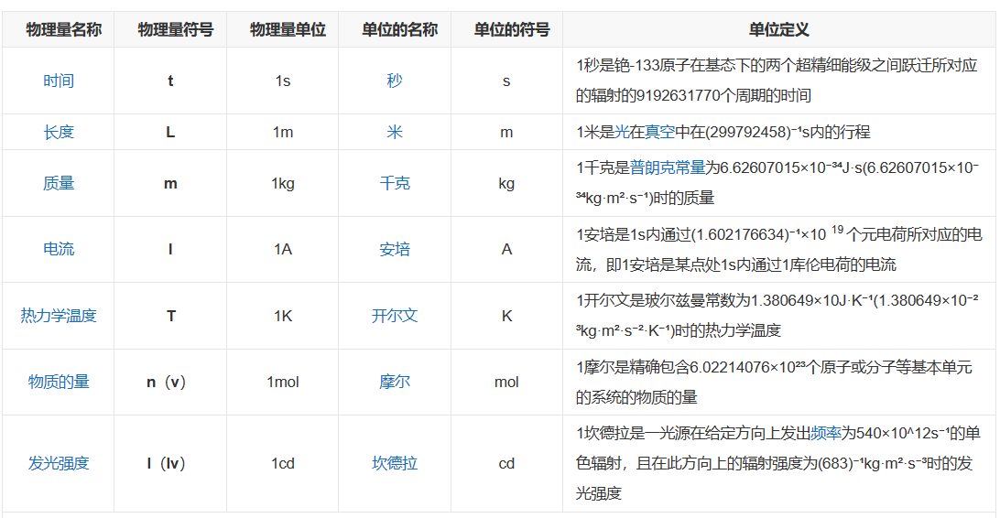 物理量名称 物理量符号 物理量单位 单位的名称 单位的符号 单位定义
时间 t 1s 秒 s 1秒是铯-133原子在基态下的两个超精细能级之间跃迁所对应
的辐射的9192631770个周期的时间
长度 L 1m 米 m 1米是光在真空中在(299792458)⁻¹s内的行程
质量 m 1kg 千克 kg 1千克是普朗克常量为6.62607015×10⁻³⁴J·s(6.62607015×10⁻
³⁴kg·m²·s⁻¹)时的质量
电流 I 1A 安培 A 1安培是1s内通过(1.602176634)⁻¹×10 ¹⁹ 个元电荷所对应的电
流，即1安培是某点处1s内通过1库伦电荷的电流
热力学温度 T 1K 开尔文 K 1开尔文是玻尔兹曼常数为1.380649×10J·K⁻¹(1.380649×10⁻²
³kg·m²·s⁻²·K⁻¹)时的热力学温度
物质的量 n（v） 1mol 摩尔 mol 1摩尔是精确包含6.02214076×10²³个原子或分子等基本单元
的系统的物质的量
发光强度 I（Iv） 1cd 坎德拉 cd 1坎德拉是一光源在给定方向上发出频率为540×10^12s⁻¹的单
色辐射，且在此方向上的辐射强度为(683)⁻¹kg·m²·s⁻³时的发
光强度